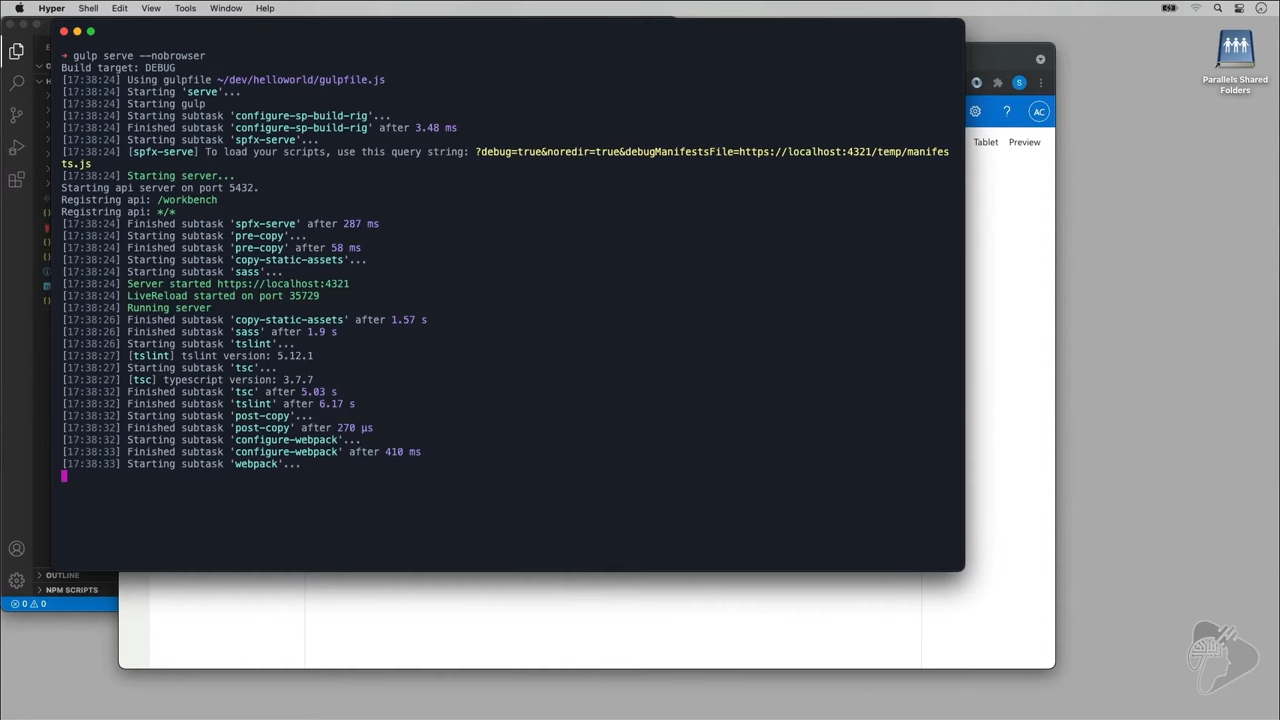 Hyper Shell Edit View Tools Window Help
→ gulp serve --nobrowser
Build target: DEBUG
[17:38:24] Using gulpfile ~/dev/helloworld/gulpfile.js
[17:38:24] Starting 'serve'...
[17:38:24] Starting gulp
[17:38:24] Starting subtask 'configure-sp-build-rig'...
[17:38:24] Finished subtask 'configure-sp-build-rig' after 3.48 ms
[17:38:24] Starting subtask 'spfx-serve'...
[17:38:24] [spfx-serve] To load your scripts, use this query string: ?debug=true&noredir=true&debugManifestsFile=https://localhost:4321/temp/manifes
ts.js
[17:38:24] Starting server...
Starting api server on port 5432.
Registring api: /workbench
Registring api: */*
[17:38:24] Finished subtask 'spfx-serve' after 287 ms
[17:38:24] Starting subtask 'pre-copy'...
[17:38:24] Finished subtask 'pre-copy' after 58 ms
[17:38:24] Starting subtask 'copy-static-assets'...
[17:38:24] Starting subtask 'sass'...
[17:38:24] Server started https://localhost:4321
[17:38:24] LiveReload started on port 35729
[17:38:24] Running server
[17:38:26] Finished subtask 'copy-static-assets' after 1.57 s
[17:38:26] Finished subtask 'sass' after 1.9 s
[17:38:26] Starting subtask 'tslint'...
[17:38:27] [tslint] tslint version: 5.12.1
[17:38:27] Starting subtask 'tsc'...
[17:38:27] [tsc] typescript version: 3.7.7
[17:38:32] Finished subtask 'tsc' after 5.03 s
[17:38:32] Finished subtask 'tslint' after 6.17 s
[17:38:32] Starting subtask 'post-copy'...
[17:38:32] Finished subtask 'post-copy' after 270 μs
[17:38:32] Starting subtask 'configure-webpack'...
[17:38:33] Finished subtask 'configure-webpack' after 410 ms
[17:38:33] Starting subtask 'webpack'...
OUTLINE
NPM SCRIPTS
0 0
S
? AC
Tablet Preview
Parallels Shared
Folders